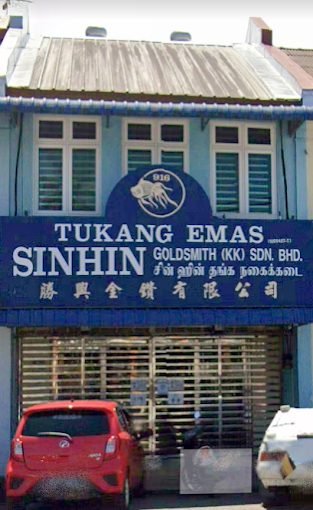 916
TUKANG EMAS
SINHIN GOLDSMITH (KK) SDN. BHD.
சின் ஹின் தங்க நகைக்கடை
勝興金鑽有限公司